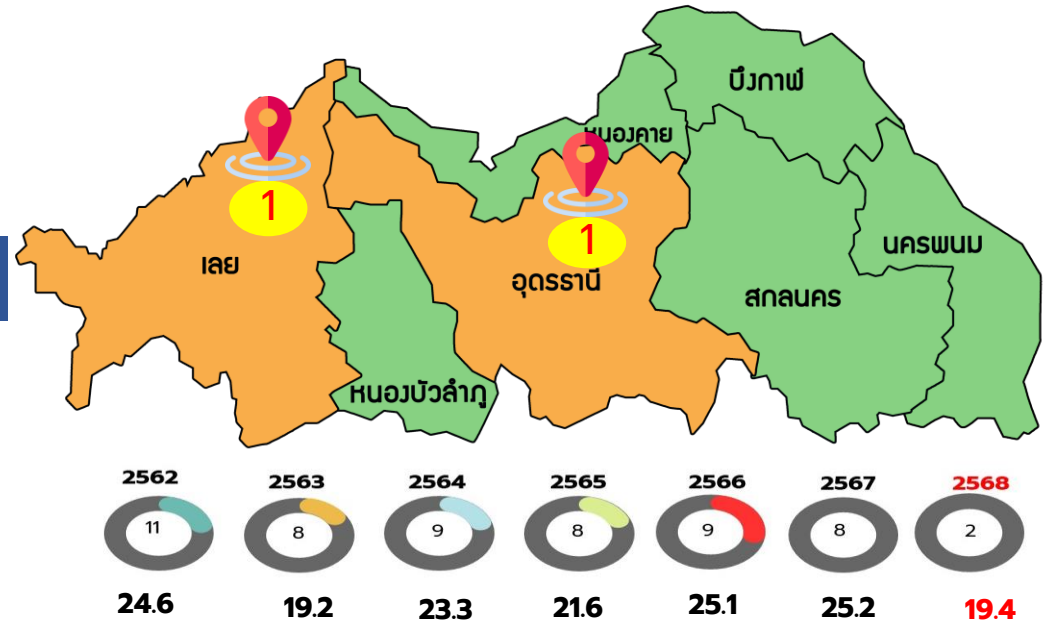 บึงกาฬ
หนองคาย
1
1
นครพนม
เลย
อุดรธานี
สกลนคร
หนองบัวลำภู
2562 2563 2564 2565 2566 2567 2568
11 8 9 8 9 8 2
24.6 19.2 23.3 21.6 25.1 25.2 19.4